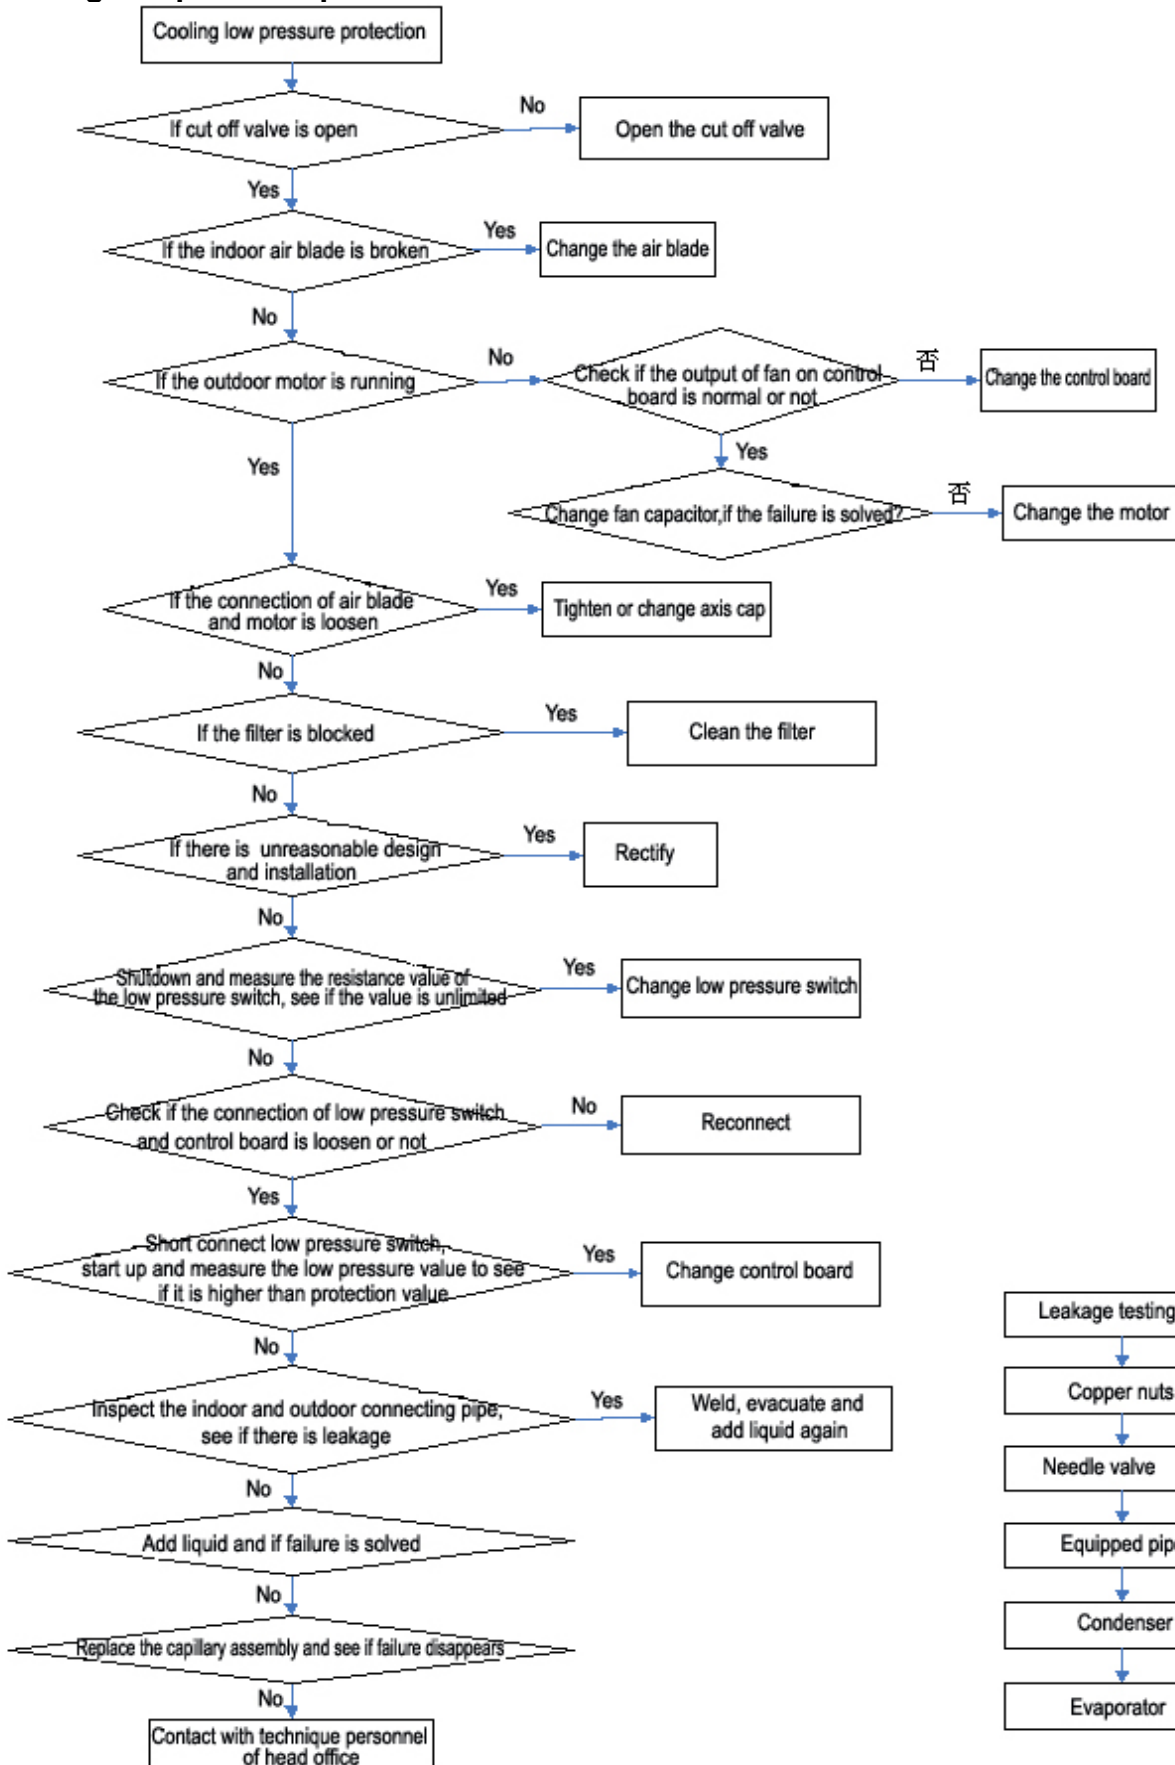 Cooling low pressure protection
If cut off valve is open
No
Open the cut off valve
Yes
If the indoor air blade is broken
Yes
Change the air blade
No
If the outdoor motor is running
No
Check if the output of fan on control
board is normal or not
否
Change the control board
Yes
Yes
Change fan capacitor,if the failure is solved?
否
Change the motor
If the connection of air blade
and motor is loosen
Yes
Tighten or change axis cap
No
If the filter is blocked
Yes
Clean the filter
No
If there is unreasonable design
and installation
Yes
Rectify
No
Shutdown and measure the resistance value of
the low pressure switch, see if the value is unlimited
Yes
Change low pressure switch
No
Check if the connection of low pressure switch
and control board is loosen or not
No
Reconnect
Yes
Short connect low pressure switch,
start up and measure the low pressure value to see
if it is higher than protection value
Yes
Change control board
No
Inspect the indoor and outdoor connecting pipe,
see if there is leakage
Yes
Weld, evacuate and
add liquid again
No
Add liquid and if failure is solved
No
Replace the capillary assembly and see if failure disappears
No
Contact with technique personnel
of head office
Leakage testing
Copper nuts
Needle valve
Equipped pip
Condenser
Evaporator